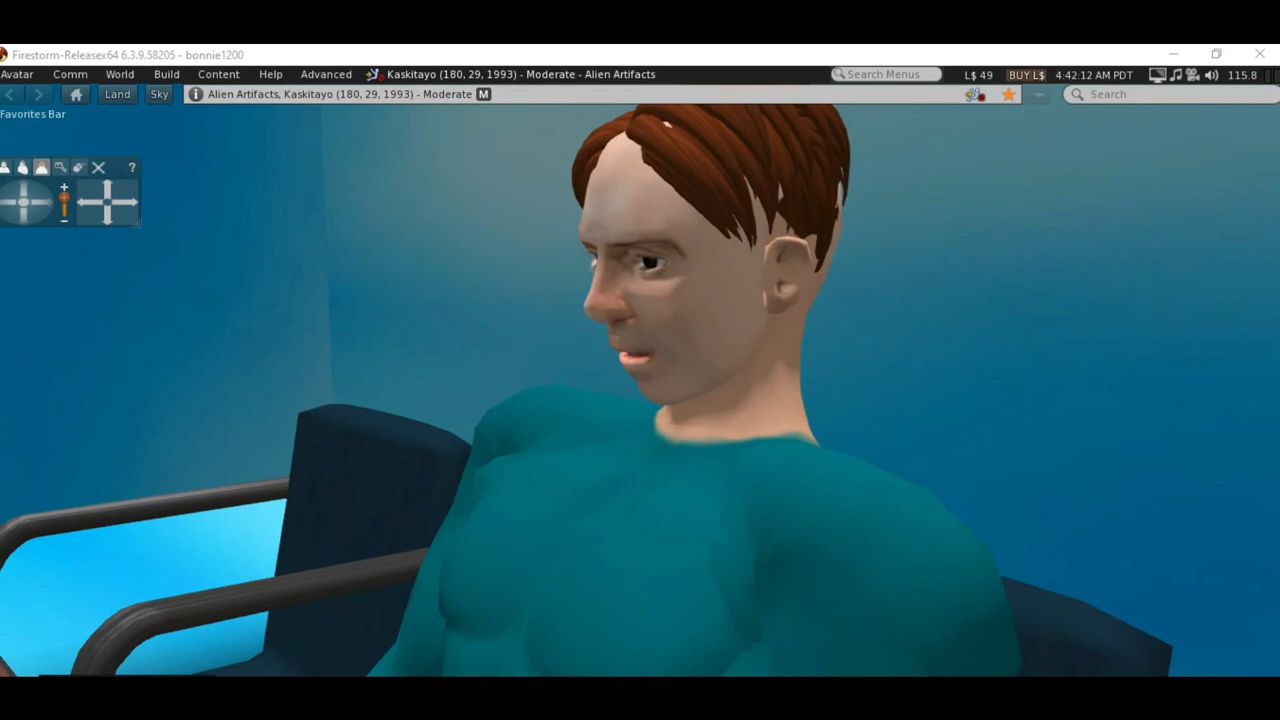 Firestorm-Releasex64 6.3.9.58205 - bonnie1200
Avatar Comm World Build Content Help Advanced Kaskitayo (180, 29, 1993) - Moderate - Alien Artifacts Search Menus L$ 49 BUY L$ 4:42:12 AM PDT 115.8
Land Sky Alien Artifacts, Kaskitayo (180, 29, 1993) - Moderate M Search
Favorites Bar
?